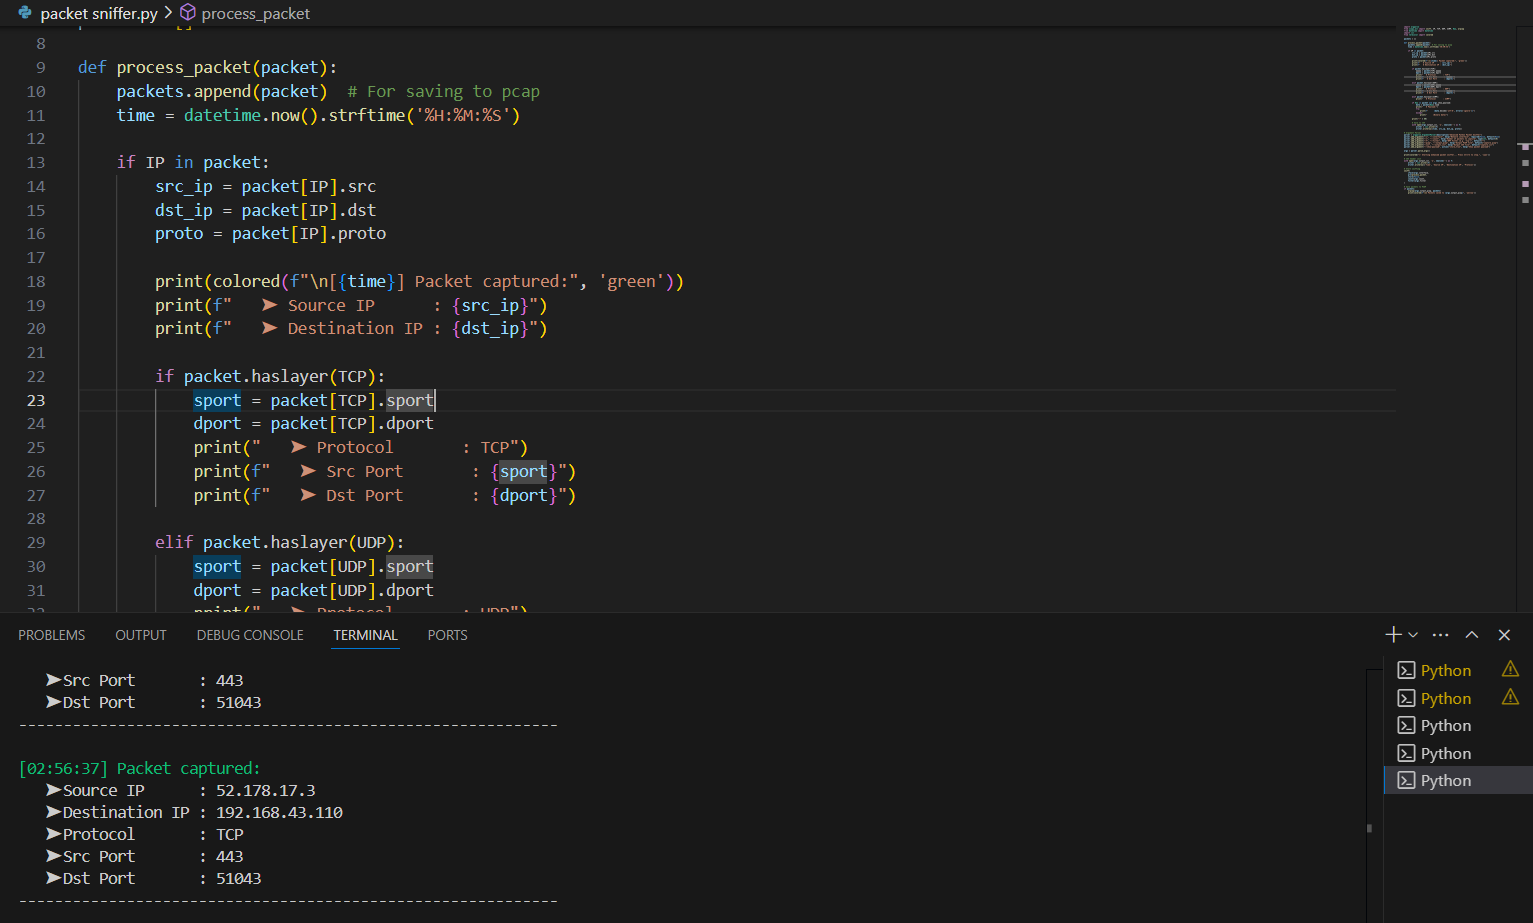 packet sniffer.py > process_packet
8
9 def process_packet(packet):
10     packets.append(packet)  # For saving to pcap
11     time = datetime.now().strftime('%H:%M:%S')
12
13     if IP in packet:
14         src_ip = packet[IP].src
15         dst_ip = packet[IP].dst
16         proto = packet[IP].proto
17
18         print(colored(f"\n[{time}] Packet captured:", 'green'))
19         print(f"   ➤ Source IP      : {src_ip}")
20         print(f"   ➤ Destination IP : {dst_ip}")
21
22         if packet.haslayer(TCP):
23             sport = packet[TCP].sport
24             dport = packet[TCP].dport
25             print("   ➤ Protocol       : TCP")
26             print(f"   ➤ Src Port       : {sport}")
27             print(f"   ➤ Dst Port       : {dport}")
28
29         elif packet.haslayer(UDP):
30             sport = packet[UDP].sport
31             dport = packet[UDP].dport
32             print("   ➤ Protocol       : UDP")
PROBLEMS OUTPUT DEBUG CONSOLE TERMINAL PORTS
➤Src Port       : 443
➤Dst Port       : 51043
------------------------------------------------------------
[02:56:37] Packet captured:
➤Source IP      : 52.178.17.3
➤Destination IP : 192.168.43.110
➤Protocol       : TCP
➤Src Port       : 443
➤Dst Port       : 51043
------------------------------------------------------------
Python
Python
Python
Python
Python